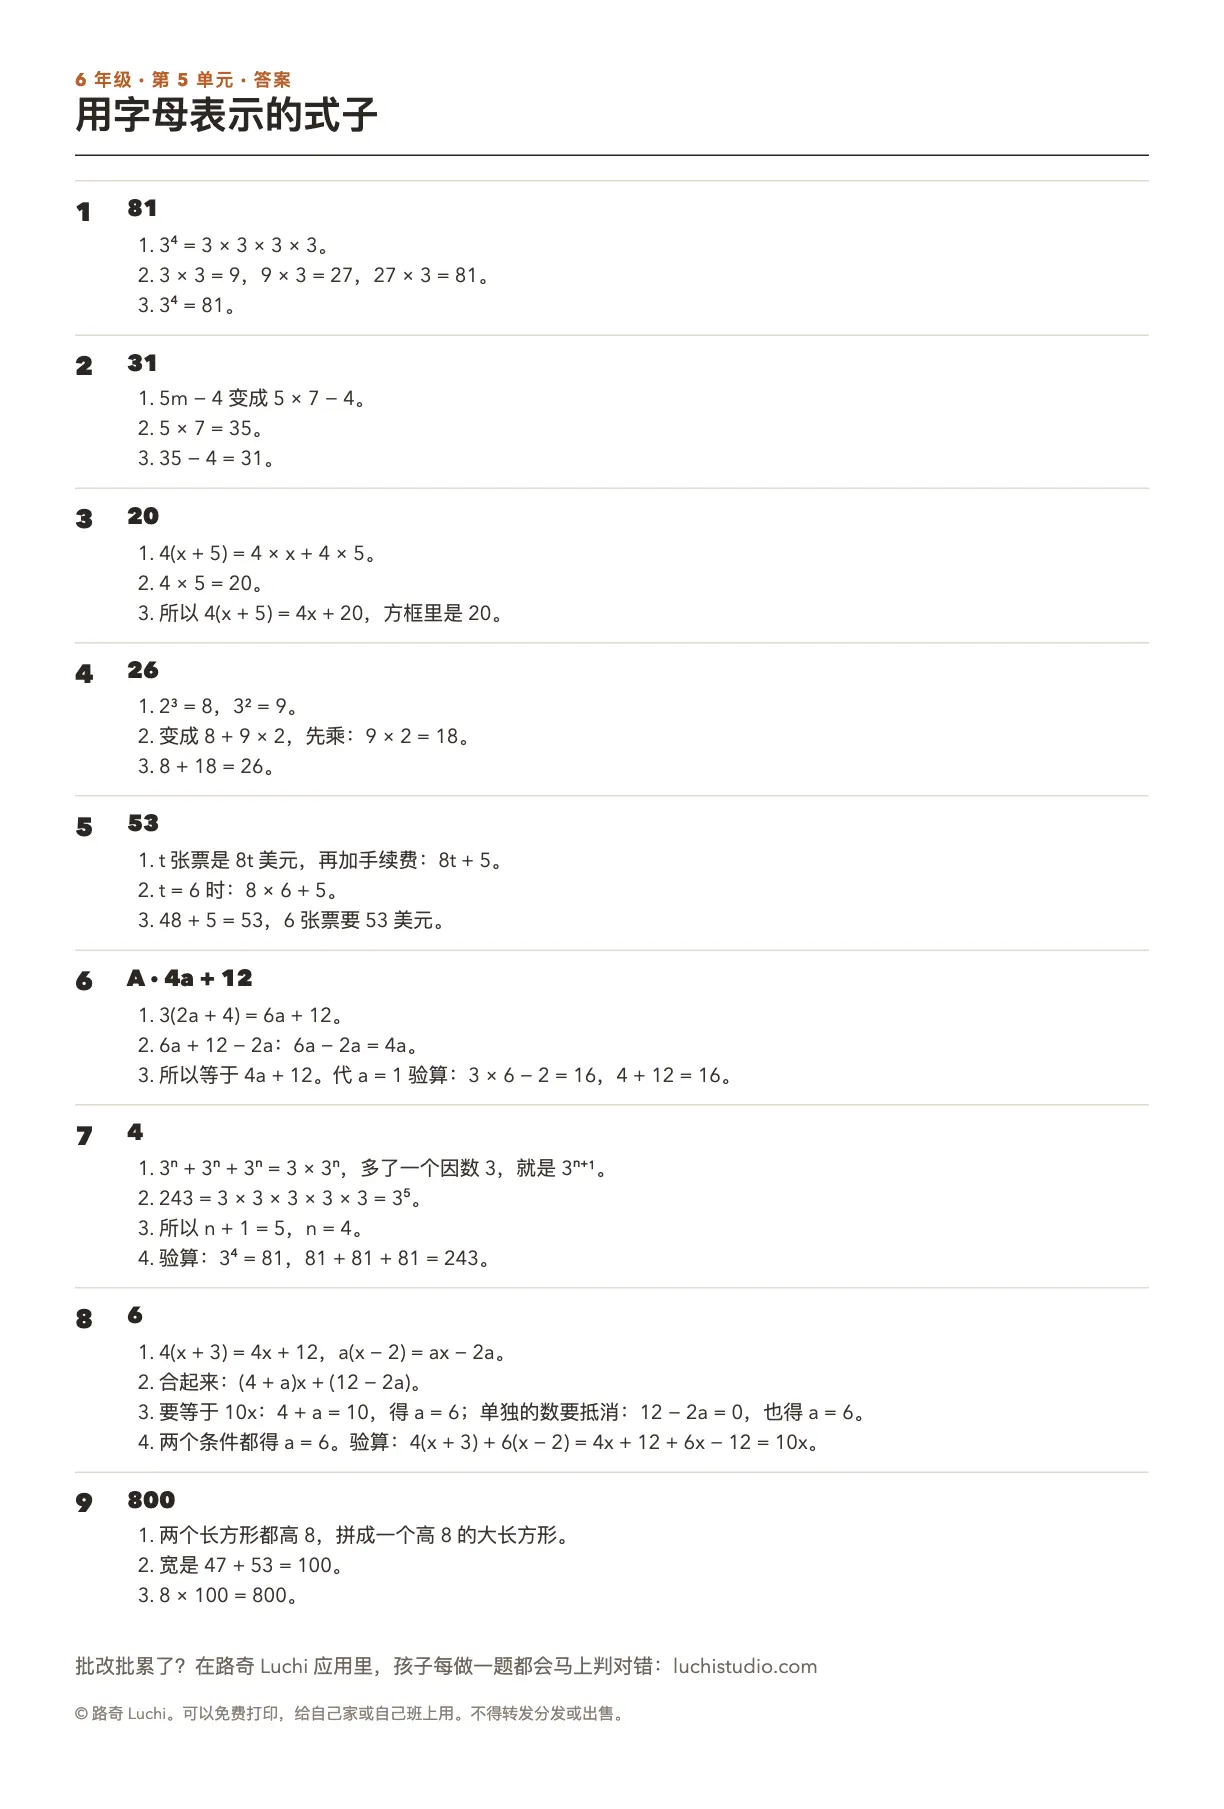 6 年级 · 第 5 单元 · 答案
用字母表示的式子
1 81
1. 3⁴ = 3 × 3 × 3 × 3。
2. 3 × 3 = 9，9 × 3 = 27，27 × 3 = 81。
3. 3⁴ = 81。
2 31
1. 5m − 4 变成 5 × 7 − 4。
2. 5 × 7 = 35。
3. 35 − 4 = 31。
3 20
1. 4(x + 5) = 4 × x + 4 × 5。
2. 4 × 5 = 20。
3. 所以 4(x + 5) = 4x + 20，方框里是 20。
4 26
1. 2³ = 8，3² = 9。
2. 变成 8 + 9 × 2，先乘：9 × 2 = 18。
3. 8 + 18 = 26。
5 53
1. t 张票是 8t 美元，再加手续费：8t + 5。
2. t = 6 时：8 × 6 + 5。
3. 48 + 5 = 53，6 张票要 53 美元。
6 A · 4a + 12
1. 3(2a + 4) = 6a + 12。
2. 6a + 12 − 2a：6a − 2a = 4a。
3. 所以等于 4a + 12。代 a = 1 验算：3 × 6 − 2 = 16，4 + 12 = 16。
7 4
1. 3ⁿ + 3ⁿ + 3ⁿ = 3 × 3ⁿ，多了一个因数 3，就是 3ⁿ⁺¹。
2. 243 = 3 × 3 × 3 × 3 × 3 = 3⁵。
3. 所以 n + 1 = 5，n = 4。
4. 验算：3⁴ = 81，81 + 81 + 81 = 243。
8 6
1. 4(x + 3) = 4x + 12，a(x − 2) = ax − 2a。
2. 合起来：(4 + a)x + (12 − 2a)。
3. 要等于 10x：4 + a = 10，得 a = 6；单独的数要抵消：12 − 2a = 0，也得 a = 6。
4. 两个条件都得 a = 6。验算：4(x + 3) + 6(x − 2) = 4x + 12 + 6x − 12 = 10x。
9 800
1. 两个长方形都高 8，拼成一个高 8 的大长方形。
2. 宽是 47 + 53 = 100。
3. 8 × 100 = 800。
批改批累了？在路奇 Luchi 应用里，孩子每做一题都会马上判对错：luchistudio.com
© 路奇 Luchi。可以免费打印，给自己家或自己班上用。不得转发分发或出售。